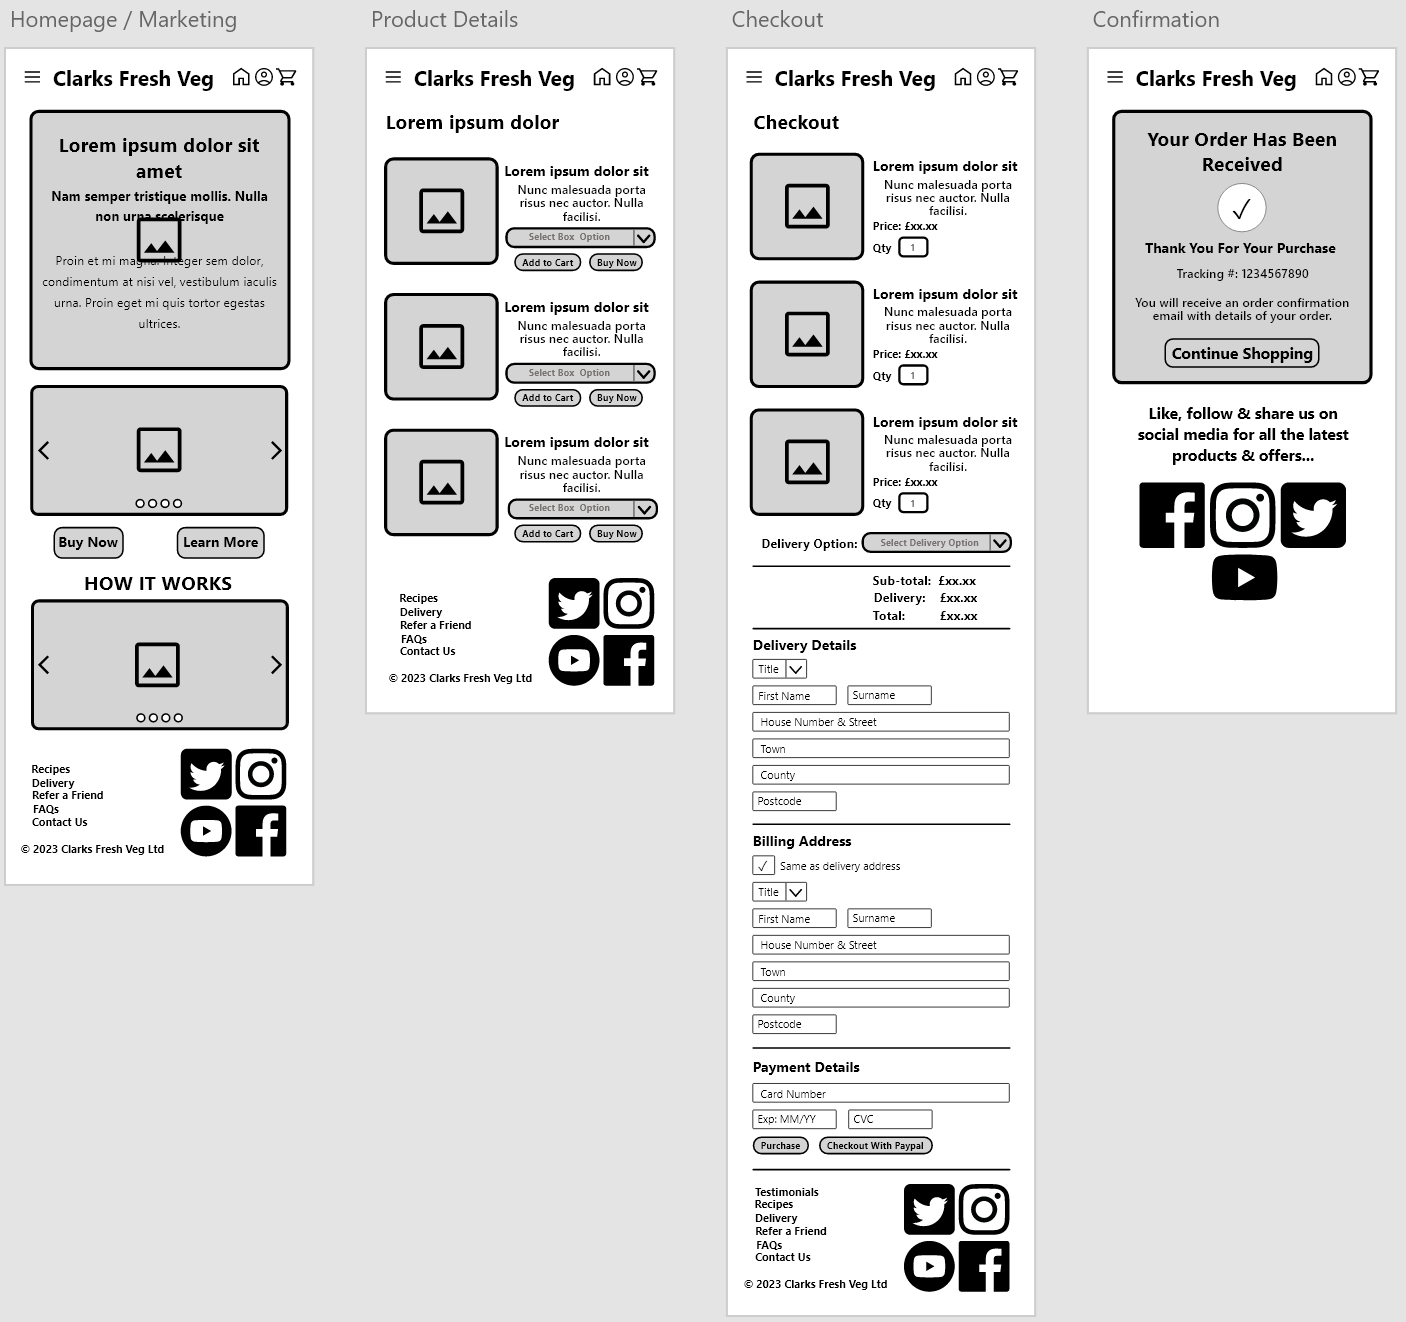 Homepage / Marketing
Clarks Fresh Veg
Lorem ipsum dolor sit
amet
Nam semper tristique mollis. Nulla
non urna scelerisque
Proin et mi magna integer sem dolor,
condimentum at nisi vel, vestibulum iaculis
urna. Proin eget mi quis tortor egestas
ultrices.
Buy Now
Learn More
HOW IT WORKS
Recipes
Delivery
Refer a Friend
FAQs
Contact Us
© 2023 Clarks Fresh Veg Ltd
Product Details
Clarks Fresh Veg
Lorem ipsum dolor
Lorem ipsum dolor sit
Nunc malesuada porta
risus nec auctor. Nulla
facilisi.
Select Box Option
Add to Cart
Buy Now
Lorem ipsum dolor sit
Nunc malesuada porta
risus nec auctor. Nulla
facilisi.
Select Box Option
Add to Cart
Buy Now
Lorem ipsum dolor sit
Nunc malesuada porta
risus nec auctor. Nulla
facilisi.
Select Box Option
Add to Cart
Buy Now
Recipes
Delivery
Refer a Friend
FAQs
Contact Us
© 2023 Clarks Fresh Veg Ltd
Checkout
Clarks Fresh Veg
Checkout
Lorem ipsum dolor sit
Nunc malesuada porta
risus nec auctor. Nulla
facilisi.
Price: £xx.xx
Qty 1
Lorem ipsum dolor sit
Nunc malesuada porta
risus nec auctor. Nulla
facilisi.
Price: £xx.xx
Qty 1
Lorem ipsum dolor sit
Nunc malesuada porta
risus nec auctor. Nulla
facilisi.
Price: £xx.xx
Qty 1
Delivery Option: Select Delivery Option
Sub-total: £xx.xx
Delivery: £xx.xx
Total: £xx.xx
Delivery Details
Title
First Name
Surname
House Number & Street
Town
County
Postcode
Billing Address
Same as delivery address
Title
First Name
Surname
House Number & Street
Town
County
Postcode
Payment Details
Card Number
Exp: MM/YY
CVC
Purchase
Checkout With Paypal
Testimonials
Recipes
Delivery
Refer a Friend
FAQs
Contact Us
© 2023 Clarks Fresh Veg Ltd
Confirmation
Clarks Fresh Veg
Your Order Has Been
Received
Thank You For Your Purchase
Tracking #: 1234567890
You will receive an order confirmation
email with details of your order.
Continue Shopping
Like, follow & share us on
social media for all the latest
products & offers...